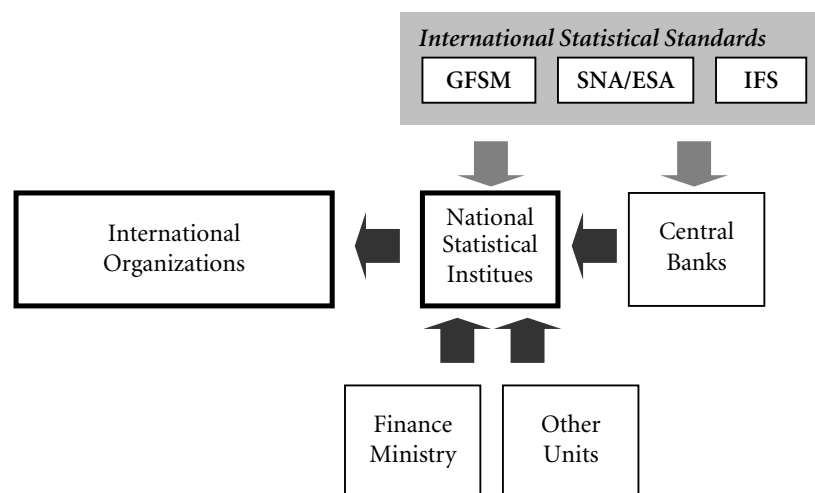 International Statistical Standards
GFSM
SNA/ESA
IFS
International
Organizations
National
Statistical
Institues
Central
Banks
Finance
Ministry
Other
Units